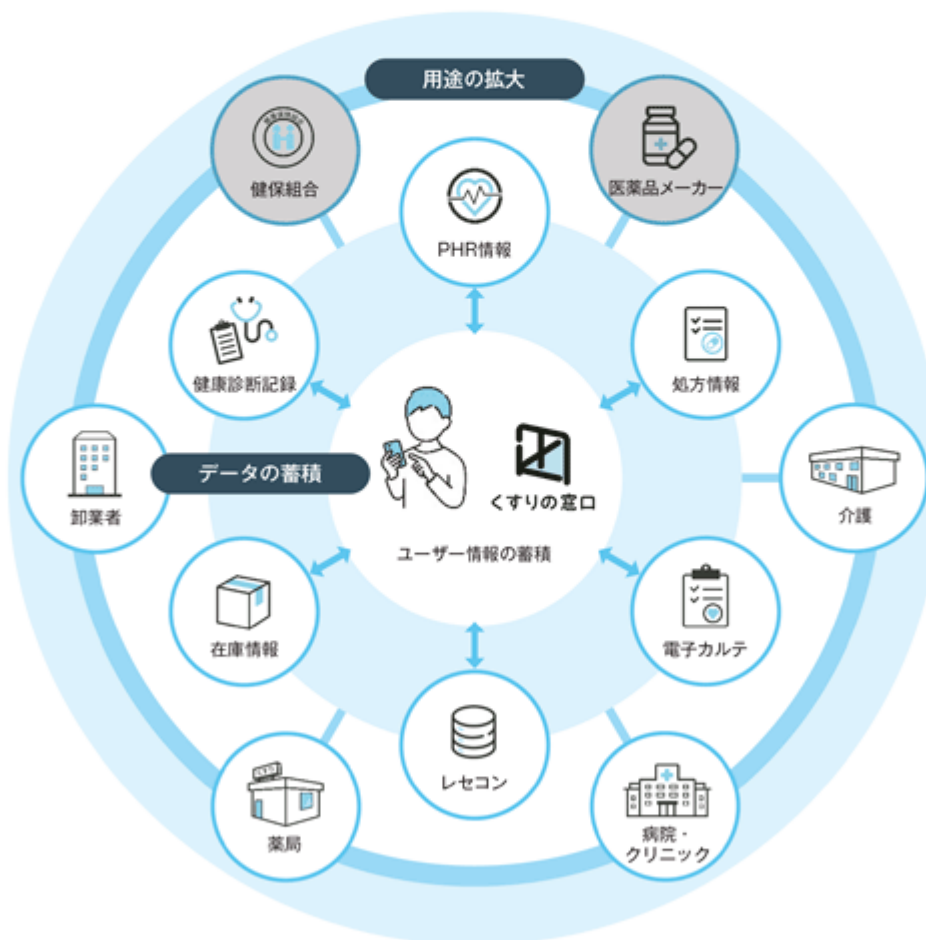 用途の拡大
健保組合
医薬品メーカー
PHR情報
健康診断記録
処方情報
卸業者
データの蓄積
くすりの窓口
介護
ユーザー情報の蓄積
在庫情報
電子カルテ
レセコン
薬局
病院・
クリニック